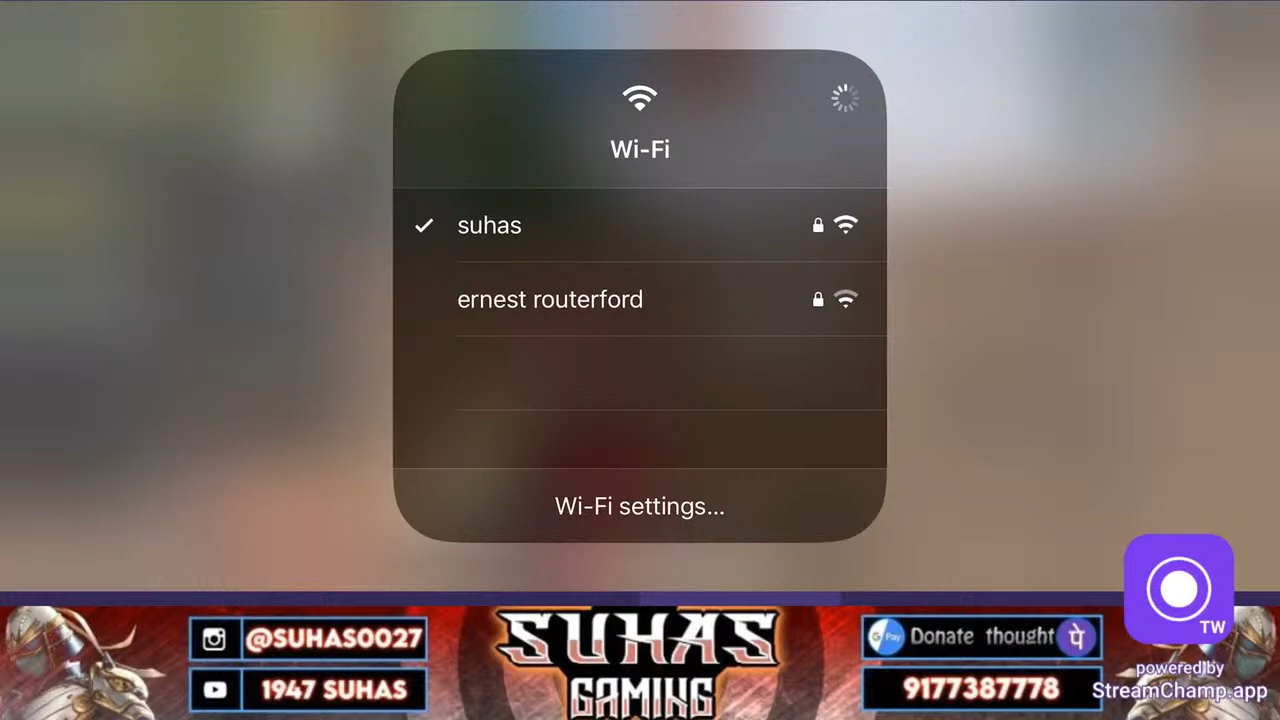 Wi-Fi
suhas
ernest routerford
Wi-Fi settings...
TW
powered by
StreamChamp.app
@SUHAS0027
1947 SUHAS
SUHAS
GAMING
G Pay Donate thought पे
9177387778